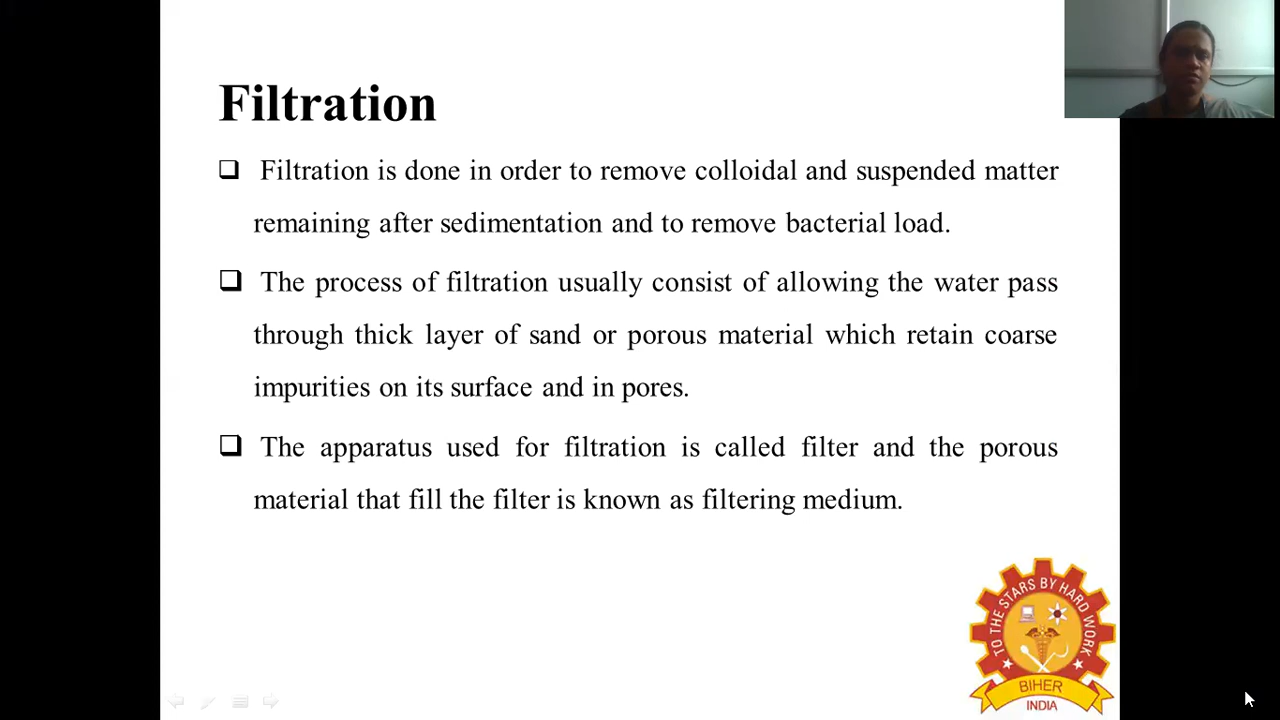 Filtration
Filtration is done in order to remove colloidal and suspended matter
remaining after sedimentation and to remove bacterial load.
The process of filtration usually consist of allowing the water pass
through thick layer of sand or porous material which retain coarse
impurities on its surface and in pores.
The apparatus used for filtration is called filter and the porous
material that fill the filter is known as filtering medium.
TO THE STARS BY HARD WORK
BIHER
INDIA